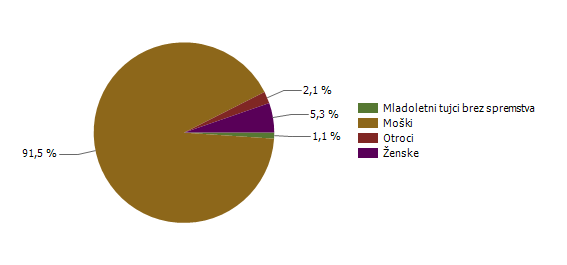 2,1 %
5,3 %
1,1 %
91,5 %
Mladoletni tujci brez spremstva
Moški
Otroci
Ženske